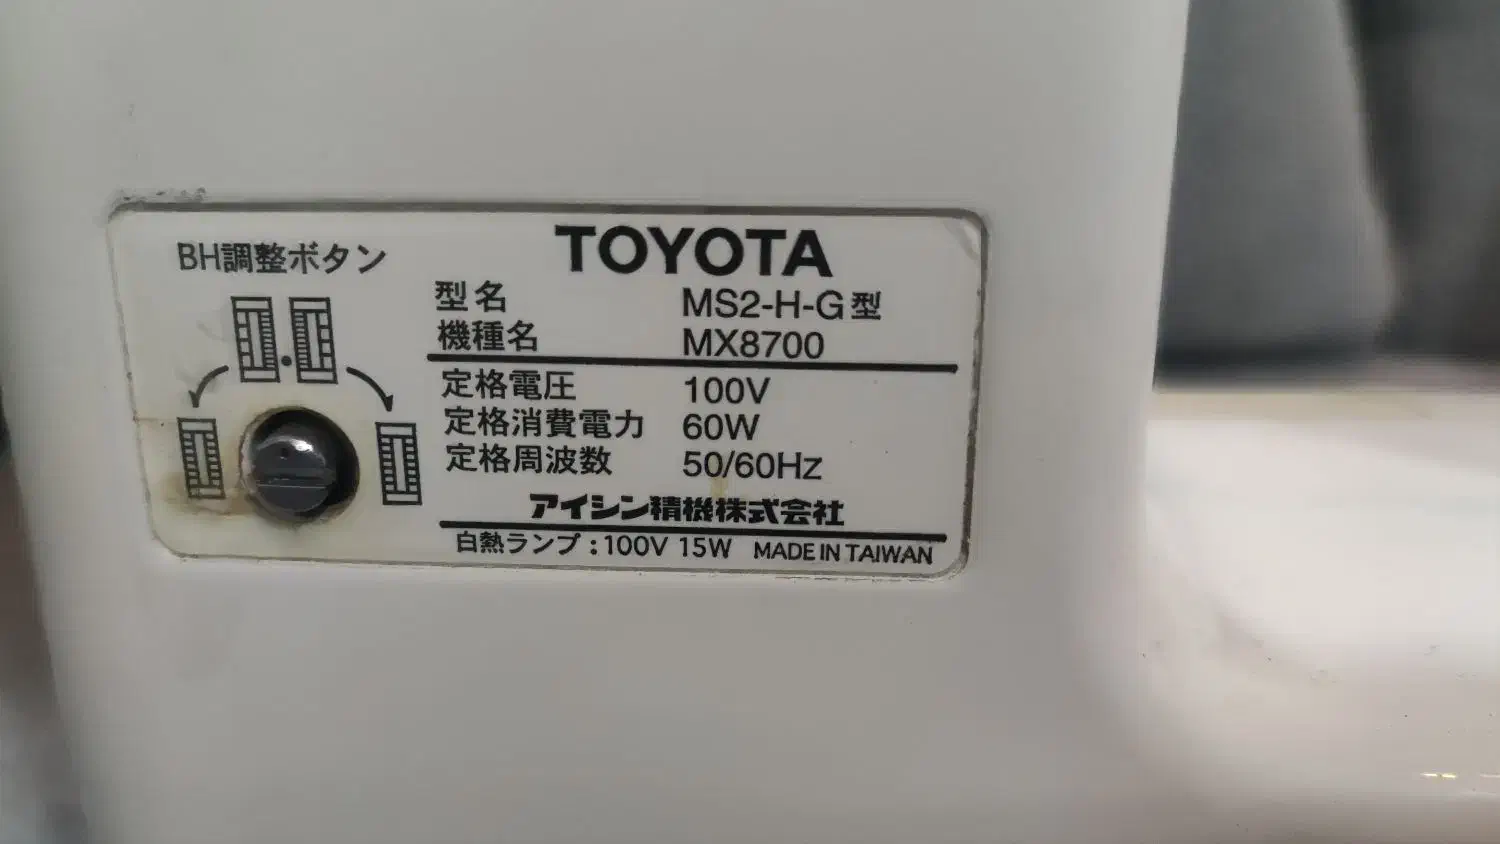 BH調整ボタン
TOYOTA
型名 MS2-H-G型
機種名 MX8700
定格電圧 100V
定格消費電力 60W
定格周波数 50/60Hz
アイシン精機株式会社
白熱ランプ:100V 15W MADE IN TAIWAN